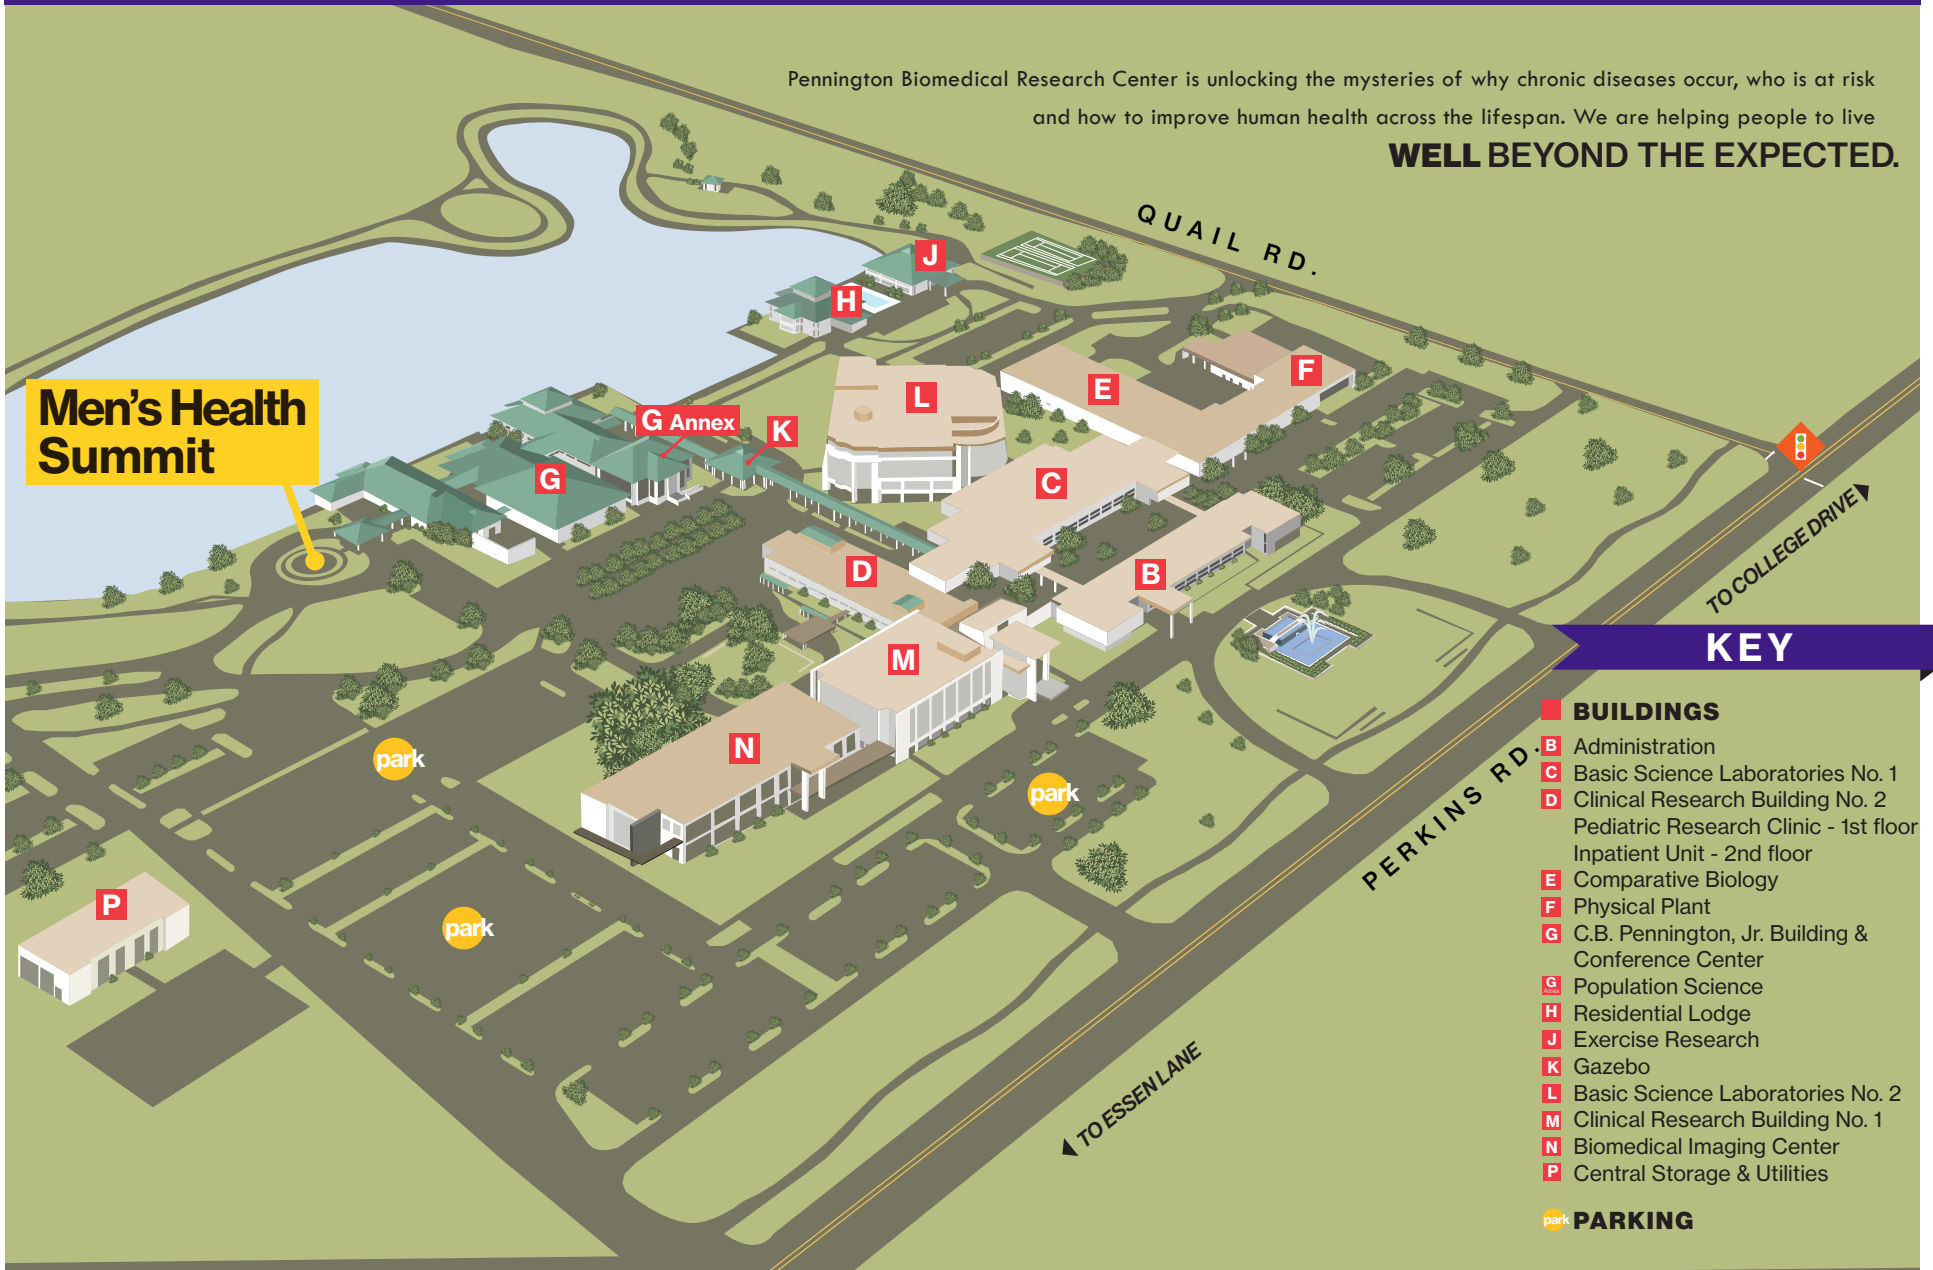 Pennington Biomedical Research Center is unlocking the mysteries of why chronic diseases occur, who is at risk
and how to improve human health across the lifespan. We are helping people to live
WELL BEYOND THE EXPECTED.
QUAIL RD.
J
H
F
E
L
Men's Health
Summit
G Annex
K
G
C
D
B
TO COLLEGE DRIVE
M
N
park
park
park
P
PERKINS RD.
TO ESSEN LANE
KEY
BUILDINGS
B Administration
C Basic Science Laboratories No. 1
D Clinical Research Building No. 2
Pediatric Research Clinic - 1st floor
Inpatient Unit - 2nd floor
E Comparative Biology
F Physical Plant
G C.B. Pennington, Jr. Building &
Conference Center
G Annex Population Science
H Residential Lodge
J Exercise Research
K Gazebo
L Basic Science Laboratories No. 2
M Clinical Research Building No. 1
N Biomedical Imaging Center
P Central Storage & Utilities
park PARKING